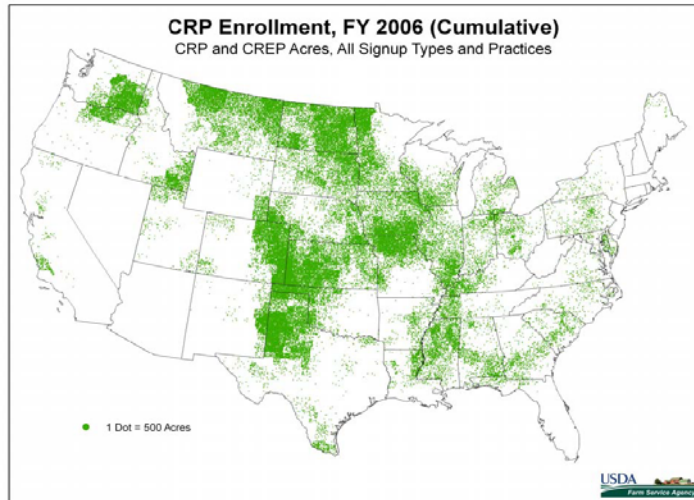 CRP Enrollment, FY 2006 (Cumulative)
CRP and CREP Acres, All Signup Types and Practices
1 Dot = 500 Acres
USDA
Farm Service Agency